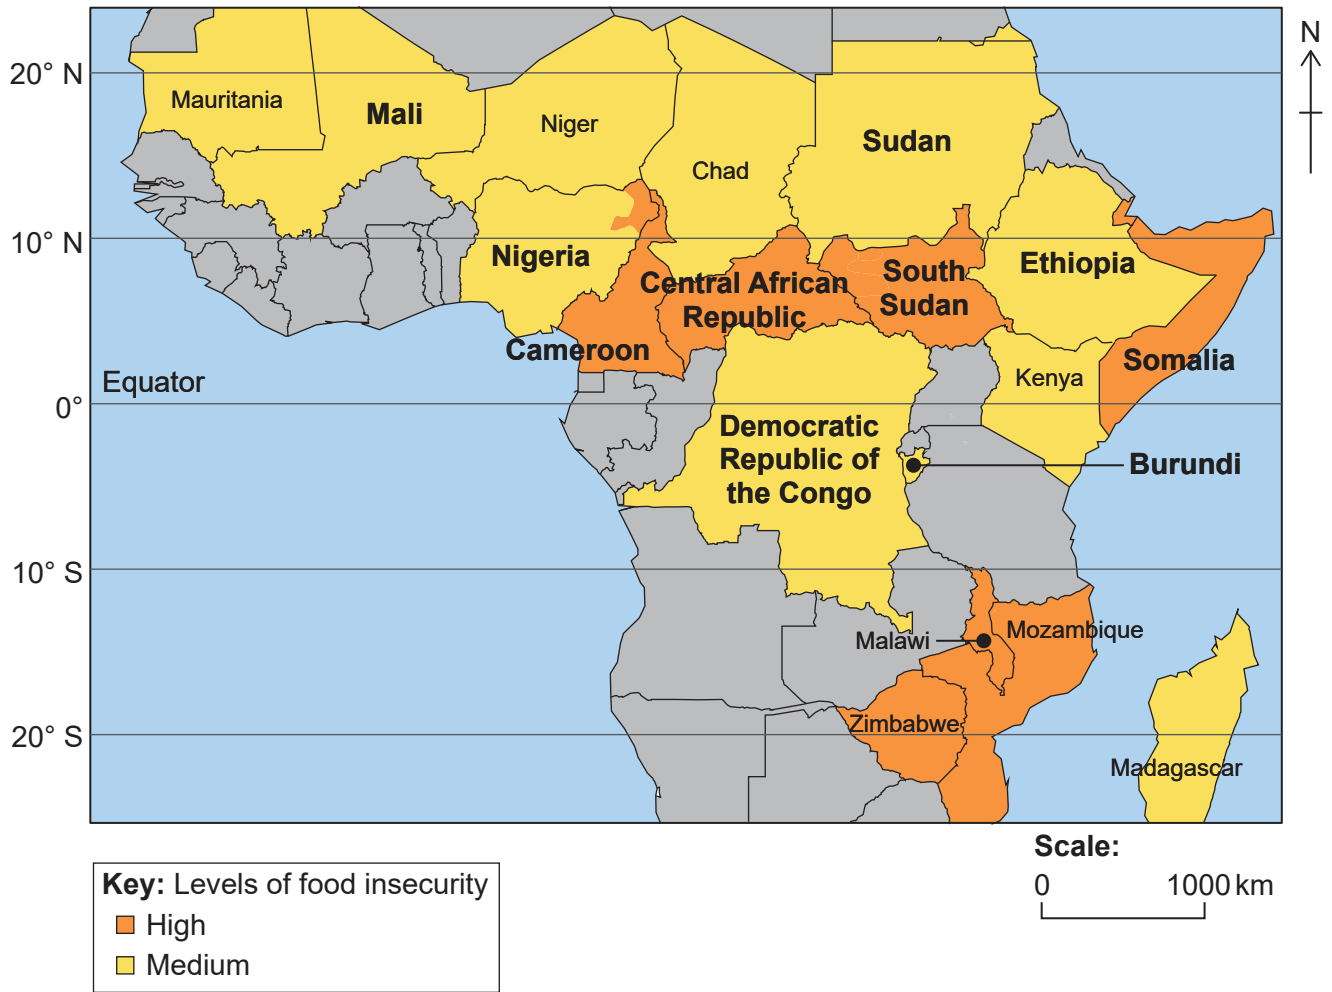 N
20° N
Mauritania
Mali
Niger
Chad
Sudan
10° N
Nigeria
Central African
Republic
South
Sudan
Ethiopia
Cameroon
Somalia
Equator
Kenya
0°
Democratic
Republic of
the Congo
Burundi
10° S
Malawi
Mozambique
20° S
Zimbabwe
Madagascar
Scale:
0 1000 km
Key: Levels of food insecurity
High
Medium